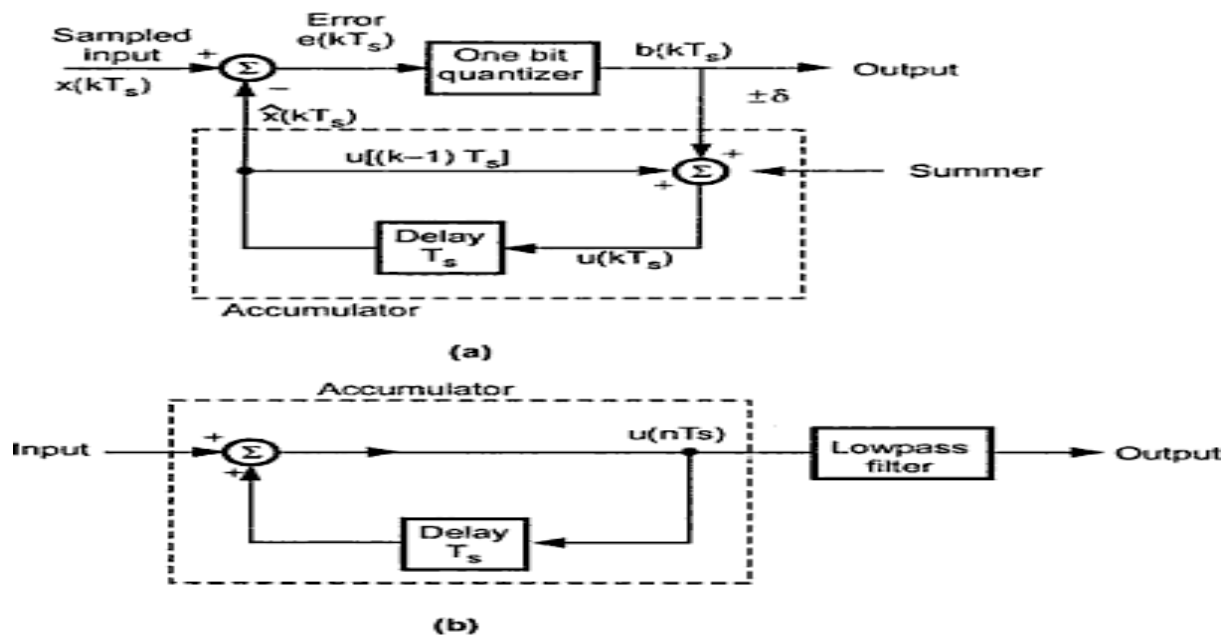 Error
e(kTₛ)
Sampled
input
x(kTₛ)
+
Σ
−
One bit
quantizer
b(kTₛ)
Output
±δ
x̂(kTₛ)
u[(k−1) Tₛ]
+
Σ
+
Summer
Delay
Tₛ
u(kTₛ)
Accumulator
(a)
Accumulator
Input
+
Σ
+
u(nTs)
Lowpass
filter
Output
Delay
Tₛ
(b)